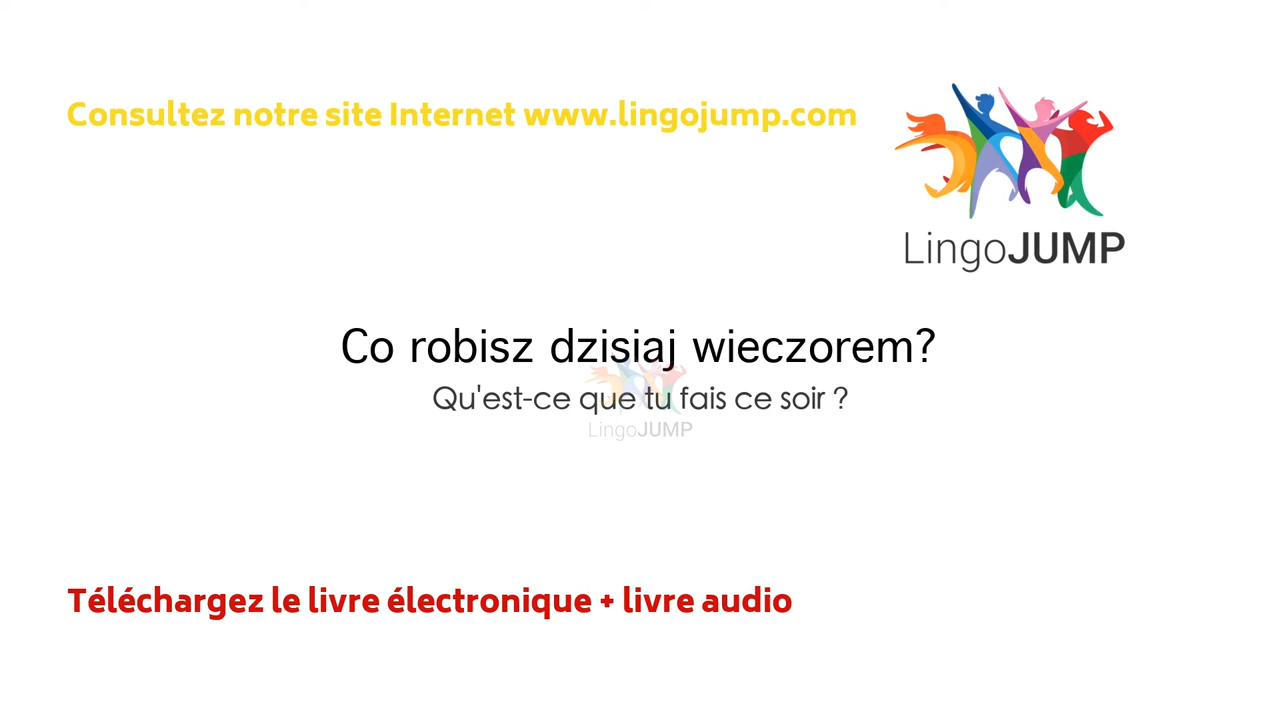 Consultez notre site Internet www.lingojump.com
LingoJUMP
Co robisz dzisiaj wieczorem?
Qu'est-ce que tu fais ce soir ?
LingoJUMP
Téléchargez le livre électronique + livre audio